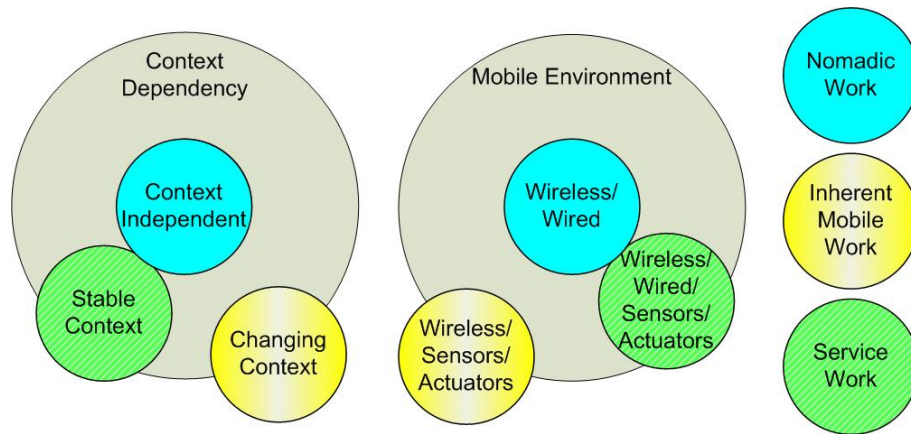 Context
Dependency
Context
Independent
Stable
Context
Changing
Context
Mobile Environment
Wireless/
Wired
Wireless/
Wired/
Sensors/
Actuators
Wireless/
Sensors/
Actuators
Nomadic
Work
Inherent
Mobile
Work
Service
Work